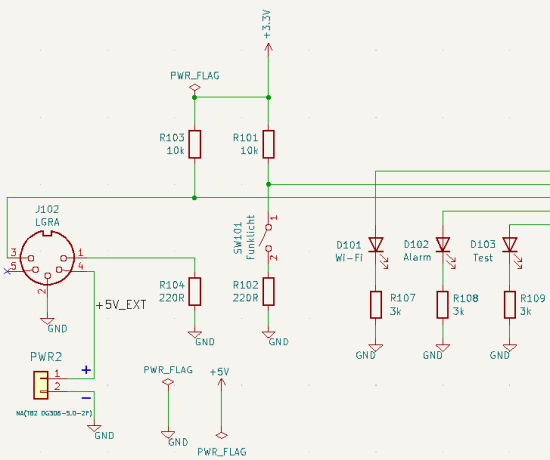 +3.3V
PWR_FLAG
R103
10k
R101
10k
J102
LGRA
3
1
5
4
2
SW101
Funklicht
1
2
D101
Wi-Fi
D102
Alarm
D103
Test
R104
220R
R102
220R
R107
3k
R108
3k
R109
3k
+5V_EXT
GND
GND
GND
GND
GND
GND
PWR2
1
2
+
−
NA(TB2 DG306-5.0-2P)
GND
PWR_FLAG
GND
+5V
PWR_FLAG